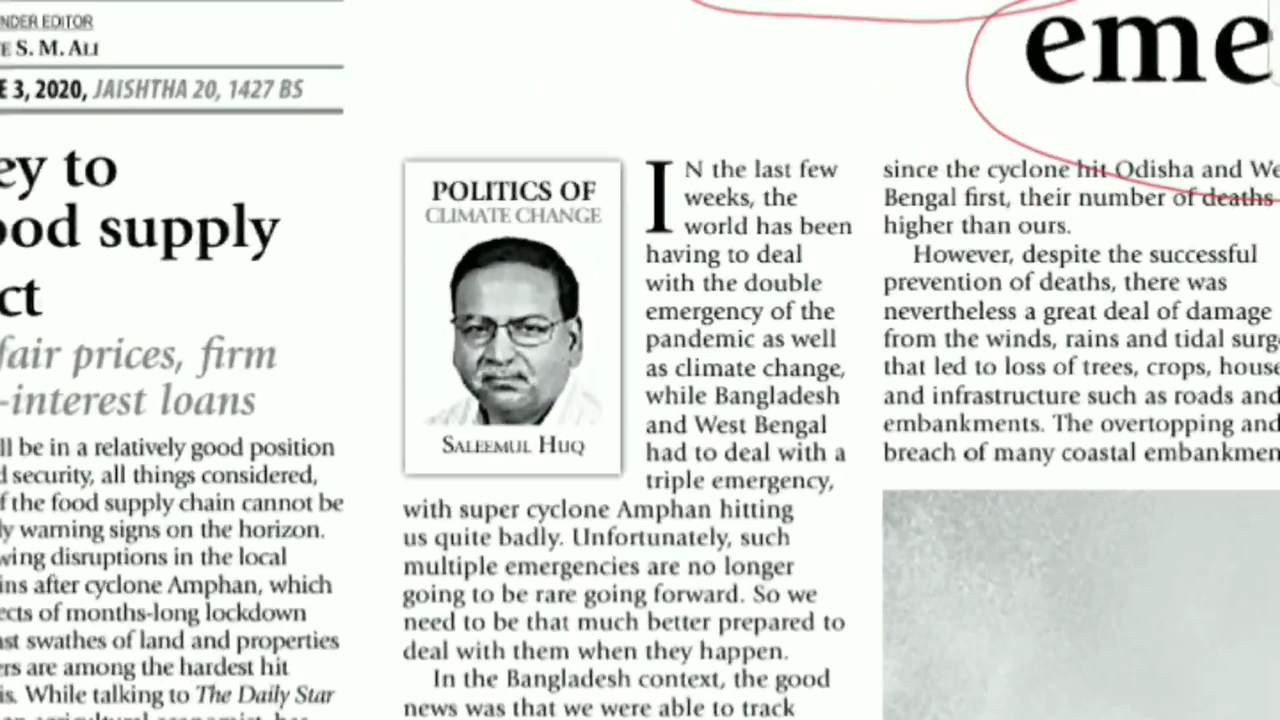 NDER EDITOR
S. M. ALI
3, 2020, JAISHTHA 20, 1427 BS
ey to
ood supply
ct
fair prices, firm
-interest loans
ll be in a relatively good position
d security, all things considered,
f the food supply chain cannot be
ly warning signs on the horizon.
wing disruptions in the local
ins after cyclone Amphan, which
ects of months-long lockdown
ast swathes of land and properties
ers are among the hardest hit
is. While talking to The Daily Star
eme
POLITICS OF
CLIMATE CHANGE
SALEEMUL HUQ
IN the last few
weeks, the
world has been
having to deal
with the double
emergency of the
pandemic as well
as climate change,
while Bangladesh
and West Bengal
had to deal with a
triple emergency,
with super cyclone Amphan hitting
us quite badly. Unfortunately, such
multiple emergencies are no longer
going to be rare going forward. So we
need to be that much better prepared to
deal with them when they happen.
In the Bangladesh context, the good
news was that we were able to track
since the cyclone hit Odisha and We
Bengal first, their number of deaths
higher than ours.
However, despite the successful
prevention of deaths, there was
nevertheless a great deal of damage
from the winds, rains and tidal surg
that led to loss of trees, crops, house
and infrastructure such as roads and
embankments. The overtopping and
breach of many coastal embankmen